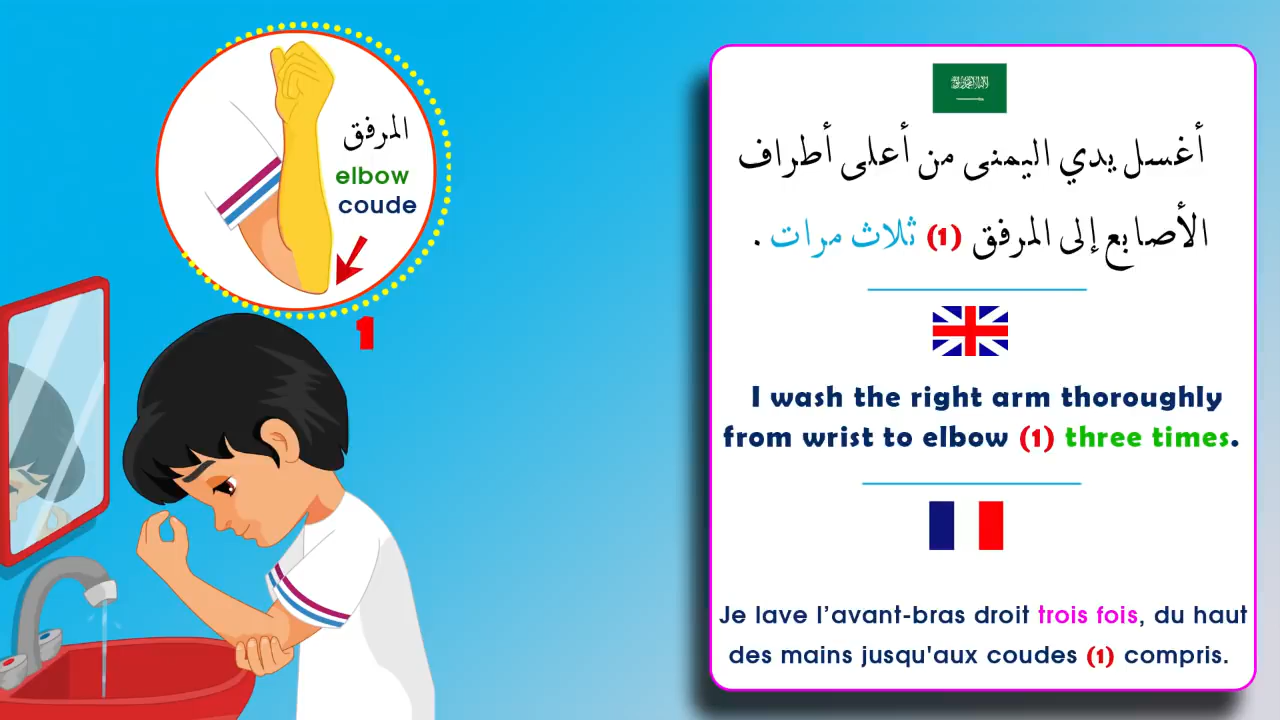 المرفق
elbow
coude
1
أغسل يدي اليمنى من أعلى أطراف
الأصابع إلى المرفق (1) ثلاث مرات .
I wash the right arm thoroughly
from wrist to elbow (1) three times.
Je lave l’avant-bras droit trois fois, du haut
des mains jusqu'aux coudes (1) compris.